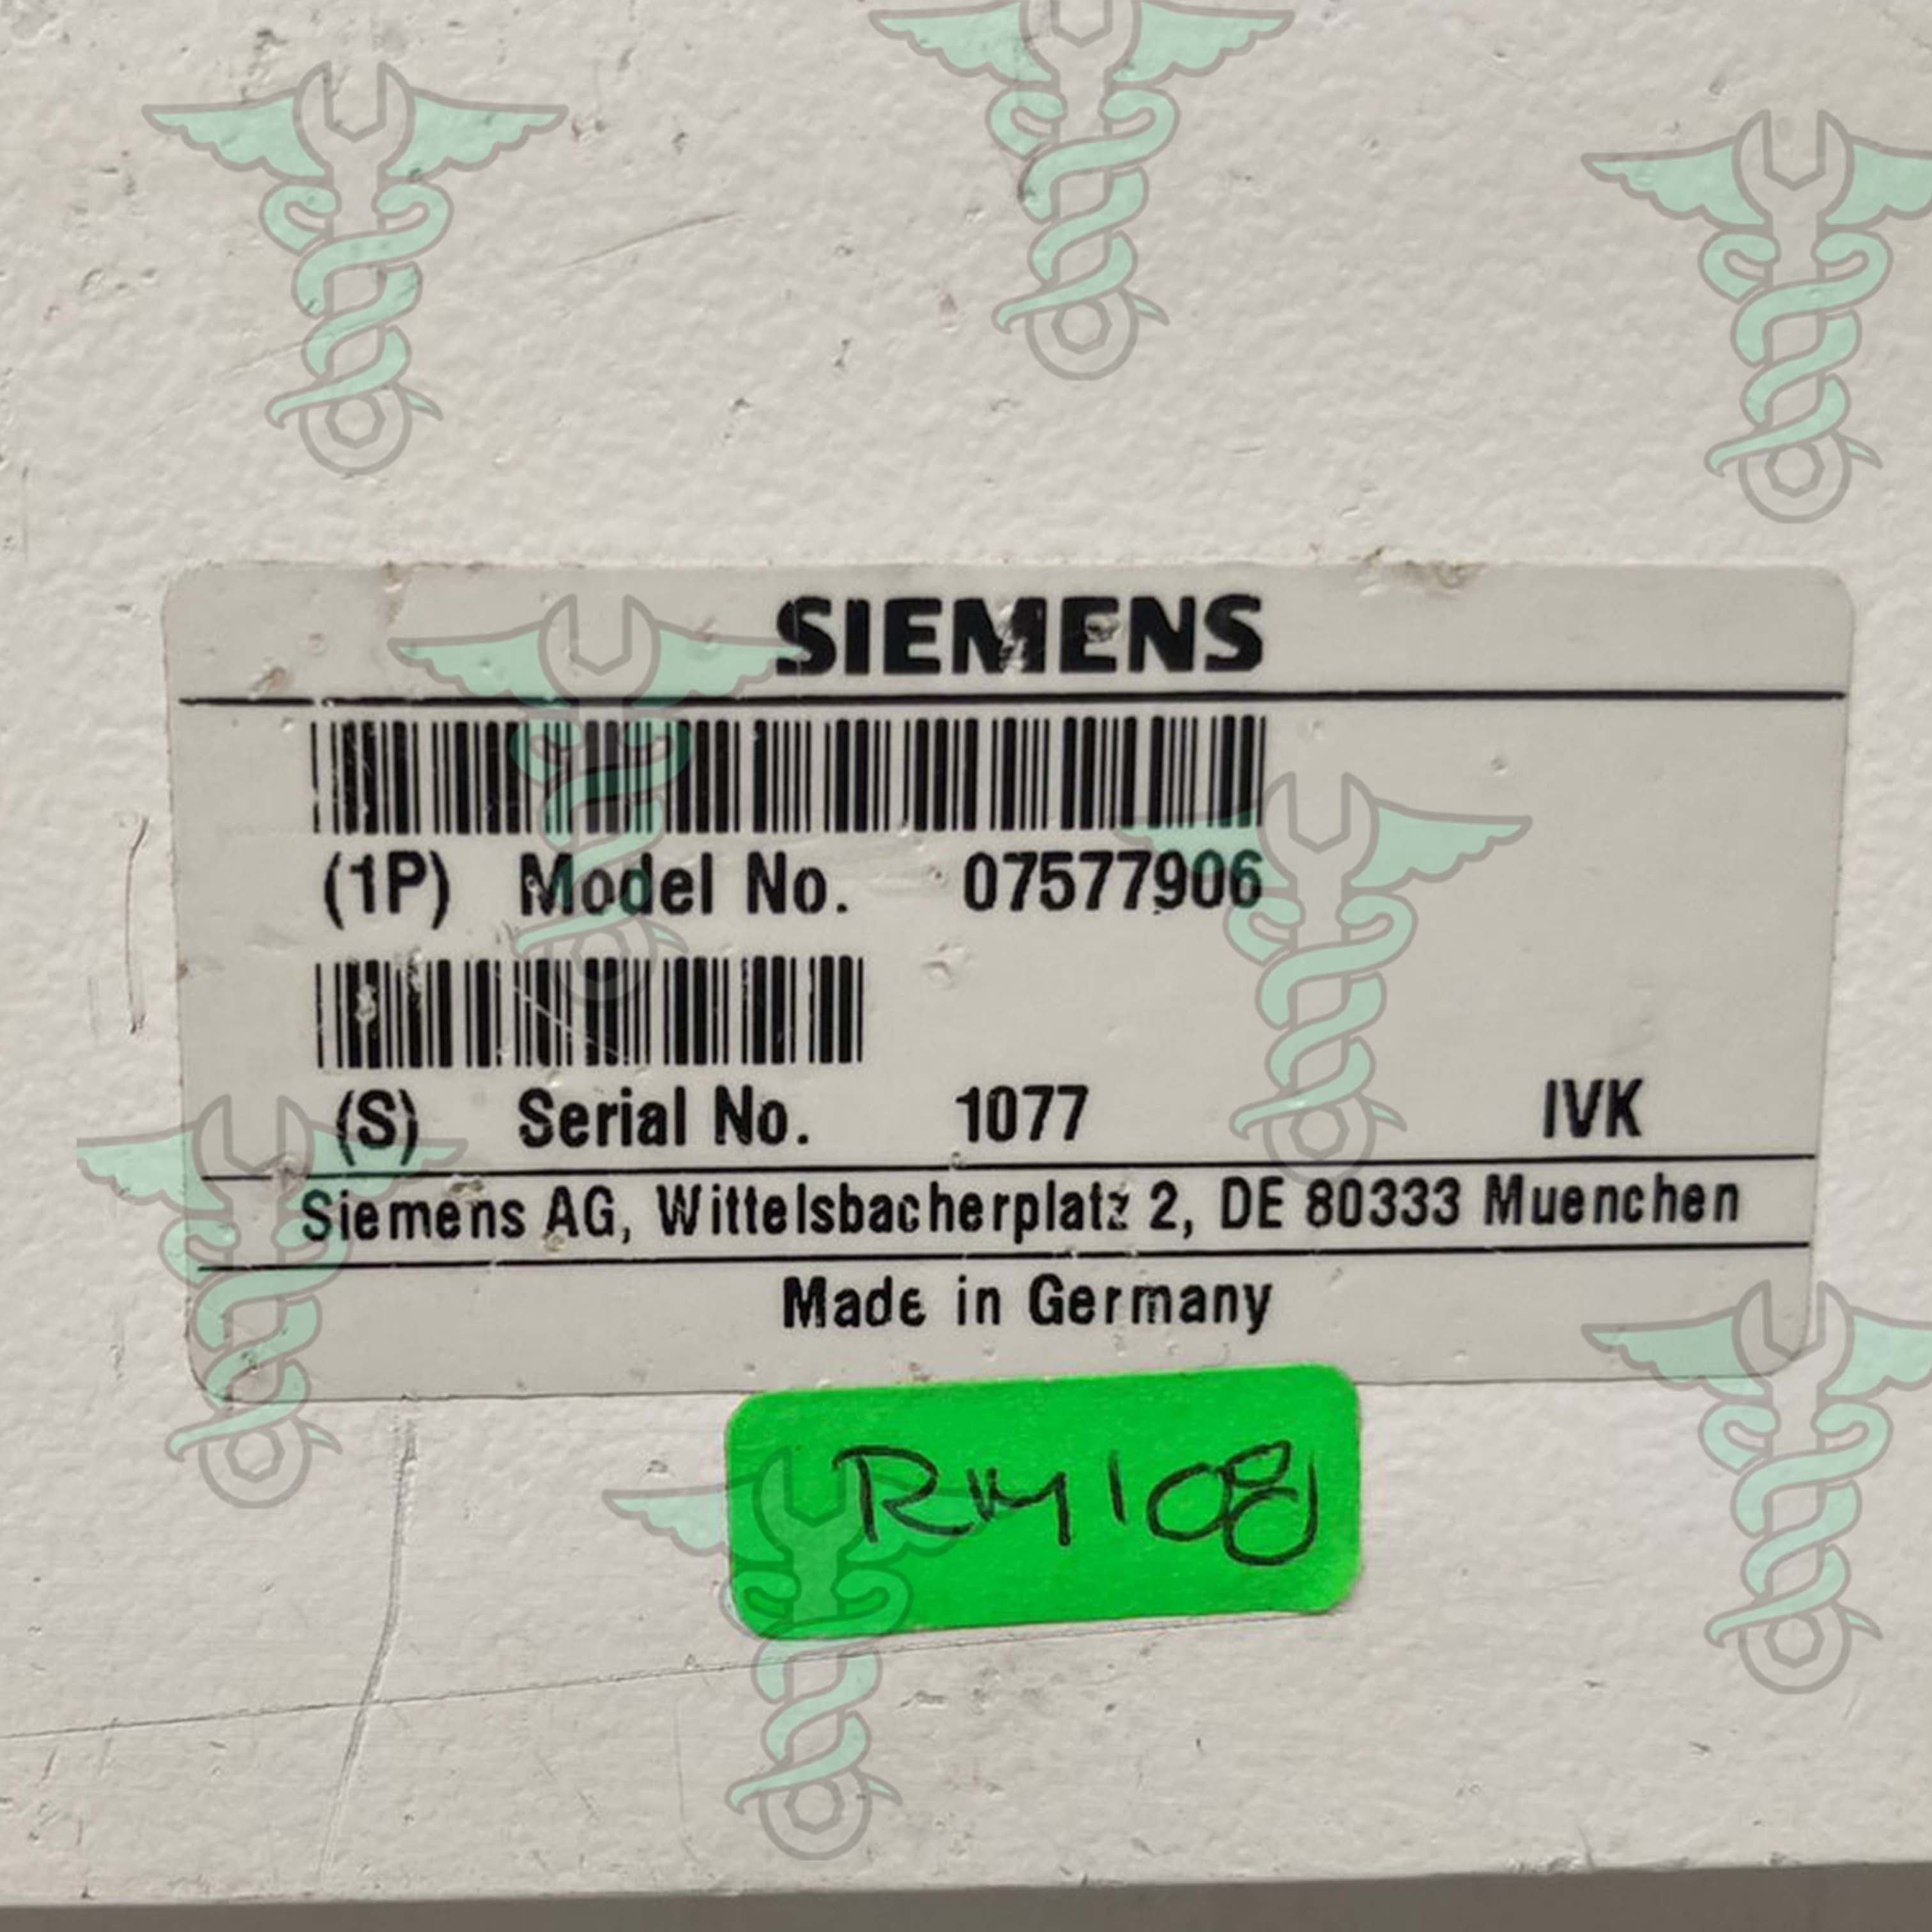 SIEMENS
(1P) Model No. 07577906
(S) Serial No. 1077 IVK
Siemens AG, Wittelsbacherplatz 2, DE 80333 Muenchen
Made in Germany
RM108